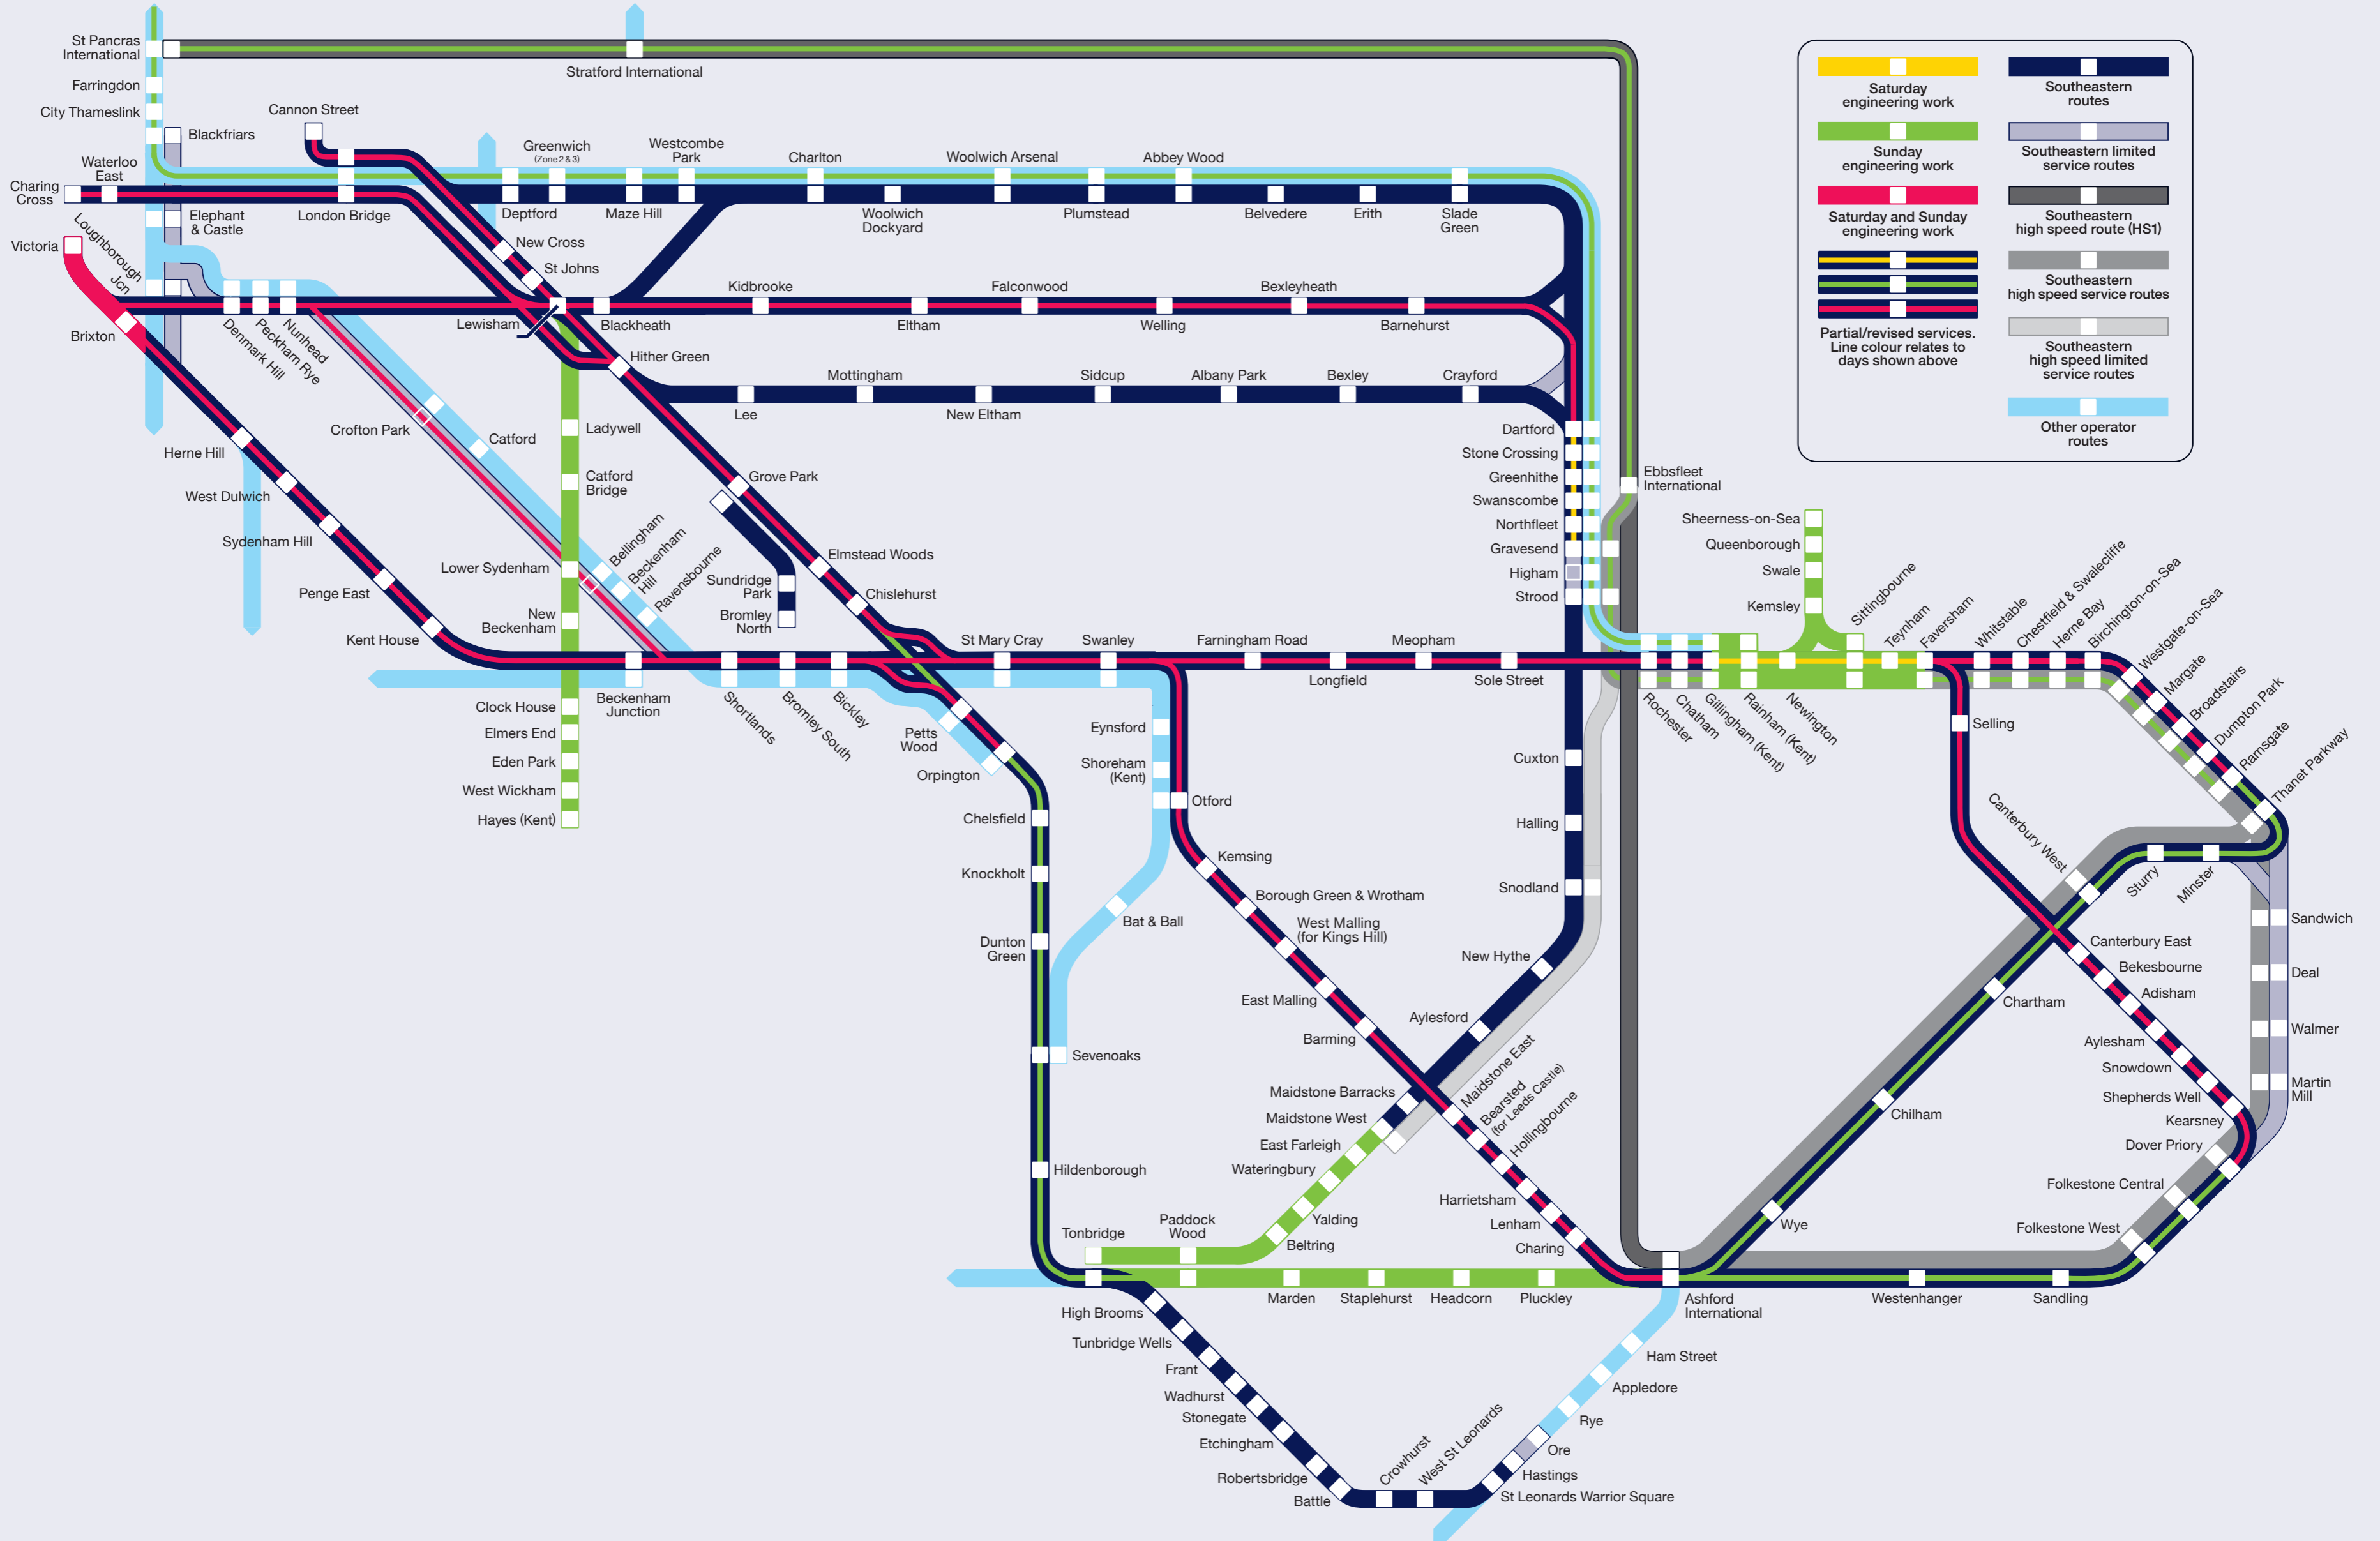 St Pancras
International
Farringdon
City Thameslink
Blackfriars
Waterloo
East
Charing
Cross
Cannon Street
London Bridge
Elephant
& Castle
Loughborough
Jcn
Victoria
Brixton
Stratford International
Greenwich
(Zone 2 & 3)
Westcombe
Park
Charlton
Woolwich Arsenal
Abbey Wood
Deptford
Maze Hill
Woolwich
Dockyard
Plumstead
Belvedere
Erith
Slade
Green
New Cross
St Johns
Lewisham
Blackheath
Kidbrooke
Eltham
Falconwood
Welling
Bexleyheath
Barnehurst
Denmark Hill
Peckham Rye
Nunhead
Hither Green
Lee
Mottingham
New Eltham
Sidcup
Albany Park
Bexley
Crayford
Crofton Park
Catford
Ladywell
Catford
Bridge
Lower Sydenham
New
Beckenham
Bellingham
Beckenham
Hill
Ravensbourne
Herne Hill
West Dulwich
Sydenham Hill
Penge East
Kent House
Grove Park
Sundridge
Park
Bromley
North
Elmstead Woods
Chislehurst
Beckenham
Junction
Shortlands
Bromley South
Bickley
Clock House
Elmers End
Eden Park
West Wickham
Hayes (Kent)
St Mary Cray
Swanley
Farningham Road
Longfield
Meopham
Sole Street
Petts
Wood
Orpington
Chelsfield
Knockholt
Dunton
Green
Sevenoaks
Hildenborough
Eynsford
Shoreham
(Kent)
Otford
Bat & Ball
Kemsing
Borough Green & Wrotham
West Malling
(for Kings Hill)
East Malling
Barming
Maidstone East
Bearsted
(for Leeds Castle)
Hollingbourne
Harrietsham
Lenham
Charing
Dartford
Stone Crossing
Greenhithe
Swanscombe
Northfleet
Gravesend
Higham
Strood
Ebbsfleet
International
Cuxton
Halling
Snodland
New Hythe
Aylesford
Maidstone Barracks
Maidstone West
East Farleigh
Wateringbury
Yalding
Beltring
Paddock
Wood
Tonbridge
High Brooms
Tunbridge Wells
Frant
Wadhurst
Stonegate
Etchingham
Robertsbridge
Battle
Crowhurst
West St Leonards
St Leonards Warrior Square
Hastings
Ore
Rye
Appledore
Ham Street
Marden
Staplehurst
Headcorn
Pluckley
Ashford
International
Westenhanger
Sandling
Folkestone West
Folkestone Central
Dover Priory
Kearsney
Shepherds Well
Snowdown
Aylesham
Adisham
Bekesbourne
Canterbury East
Wye
Chilham
Chartham
Canterbury West
Sturry
Minster
Sandwich
Deal
Walmer
Martin
Mill
Sheerness-on-Sea
Queenborough
Swale
Kemsley
Sittingbourne
Teynham
Faversham
Whitstable
Chestfield & Swalecliffe
Herne Bay
Birchington-on-Sea
Westgate-on-Sea
Margate
Broadstairs
Dumpton Park
Ramsgate
Thanet Parkway
Rochester
Chatham
Gillingham (Kent)
Rainham (Kent)
Newington
Selling
Saturday
engineering work
Sunday
engineering work
Saturday and Sunday
engineering work
Partial/revised services.
Line colour relates to
days shown above
Southeastern
routes
Southeastern limited
service routes
Southeastern
high speed route (HS1)
Southeastern
high speed service routes
Southeastern
high speed limited
service routes
Other operator
routes